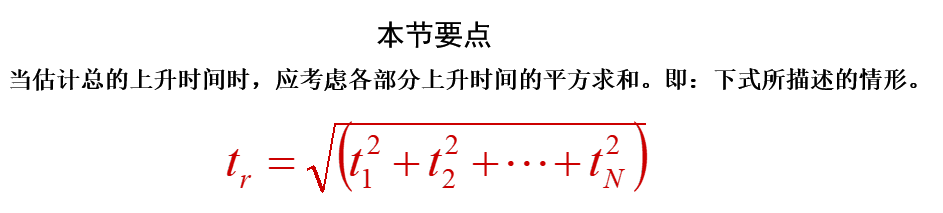 本节要点
当估计总的上升时间时，应考虑各部分上升时间的平方求和。即：下式所描述的情形。
t_r = √(t_1^2 + t_2^2 + ⋯ + t_N^2)